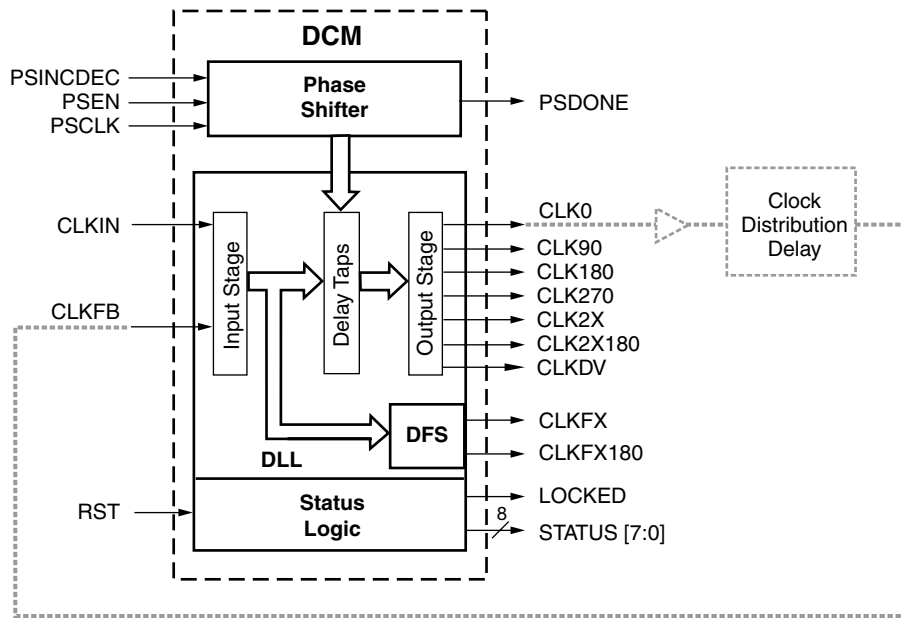 DCM
PSINCDEC
PSEN
PSCLK
Phase
Shifter
PSDONE
CLKIN
CLKFB
Input Stage
Delay Taps
Output Stage
CLK0
CLK90
CLK180
CLK270
CLK2X
CLK2X180
CLKDV
Clock
Distribution
Delay
DFS
CLKFX
CLKFX180
DLL
RST
Status
Logic
LOCKED
8
STATUS [7:0]